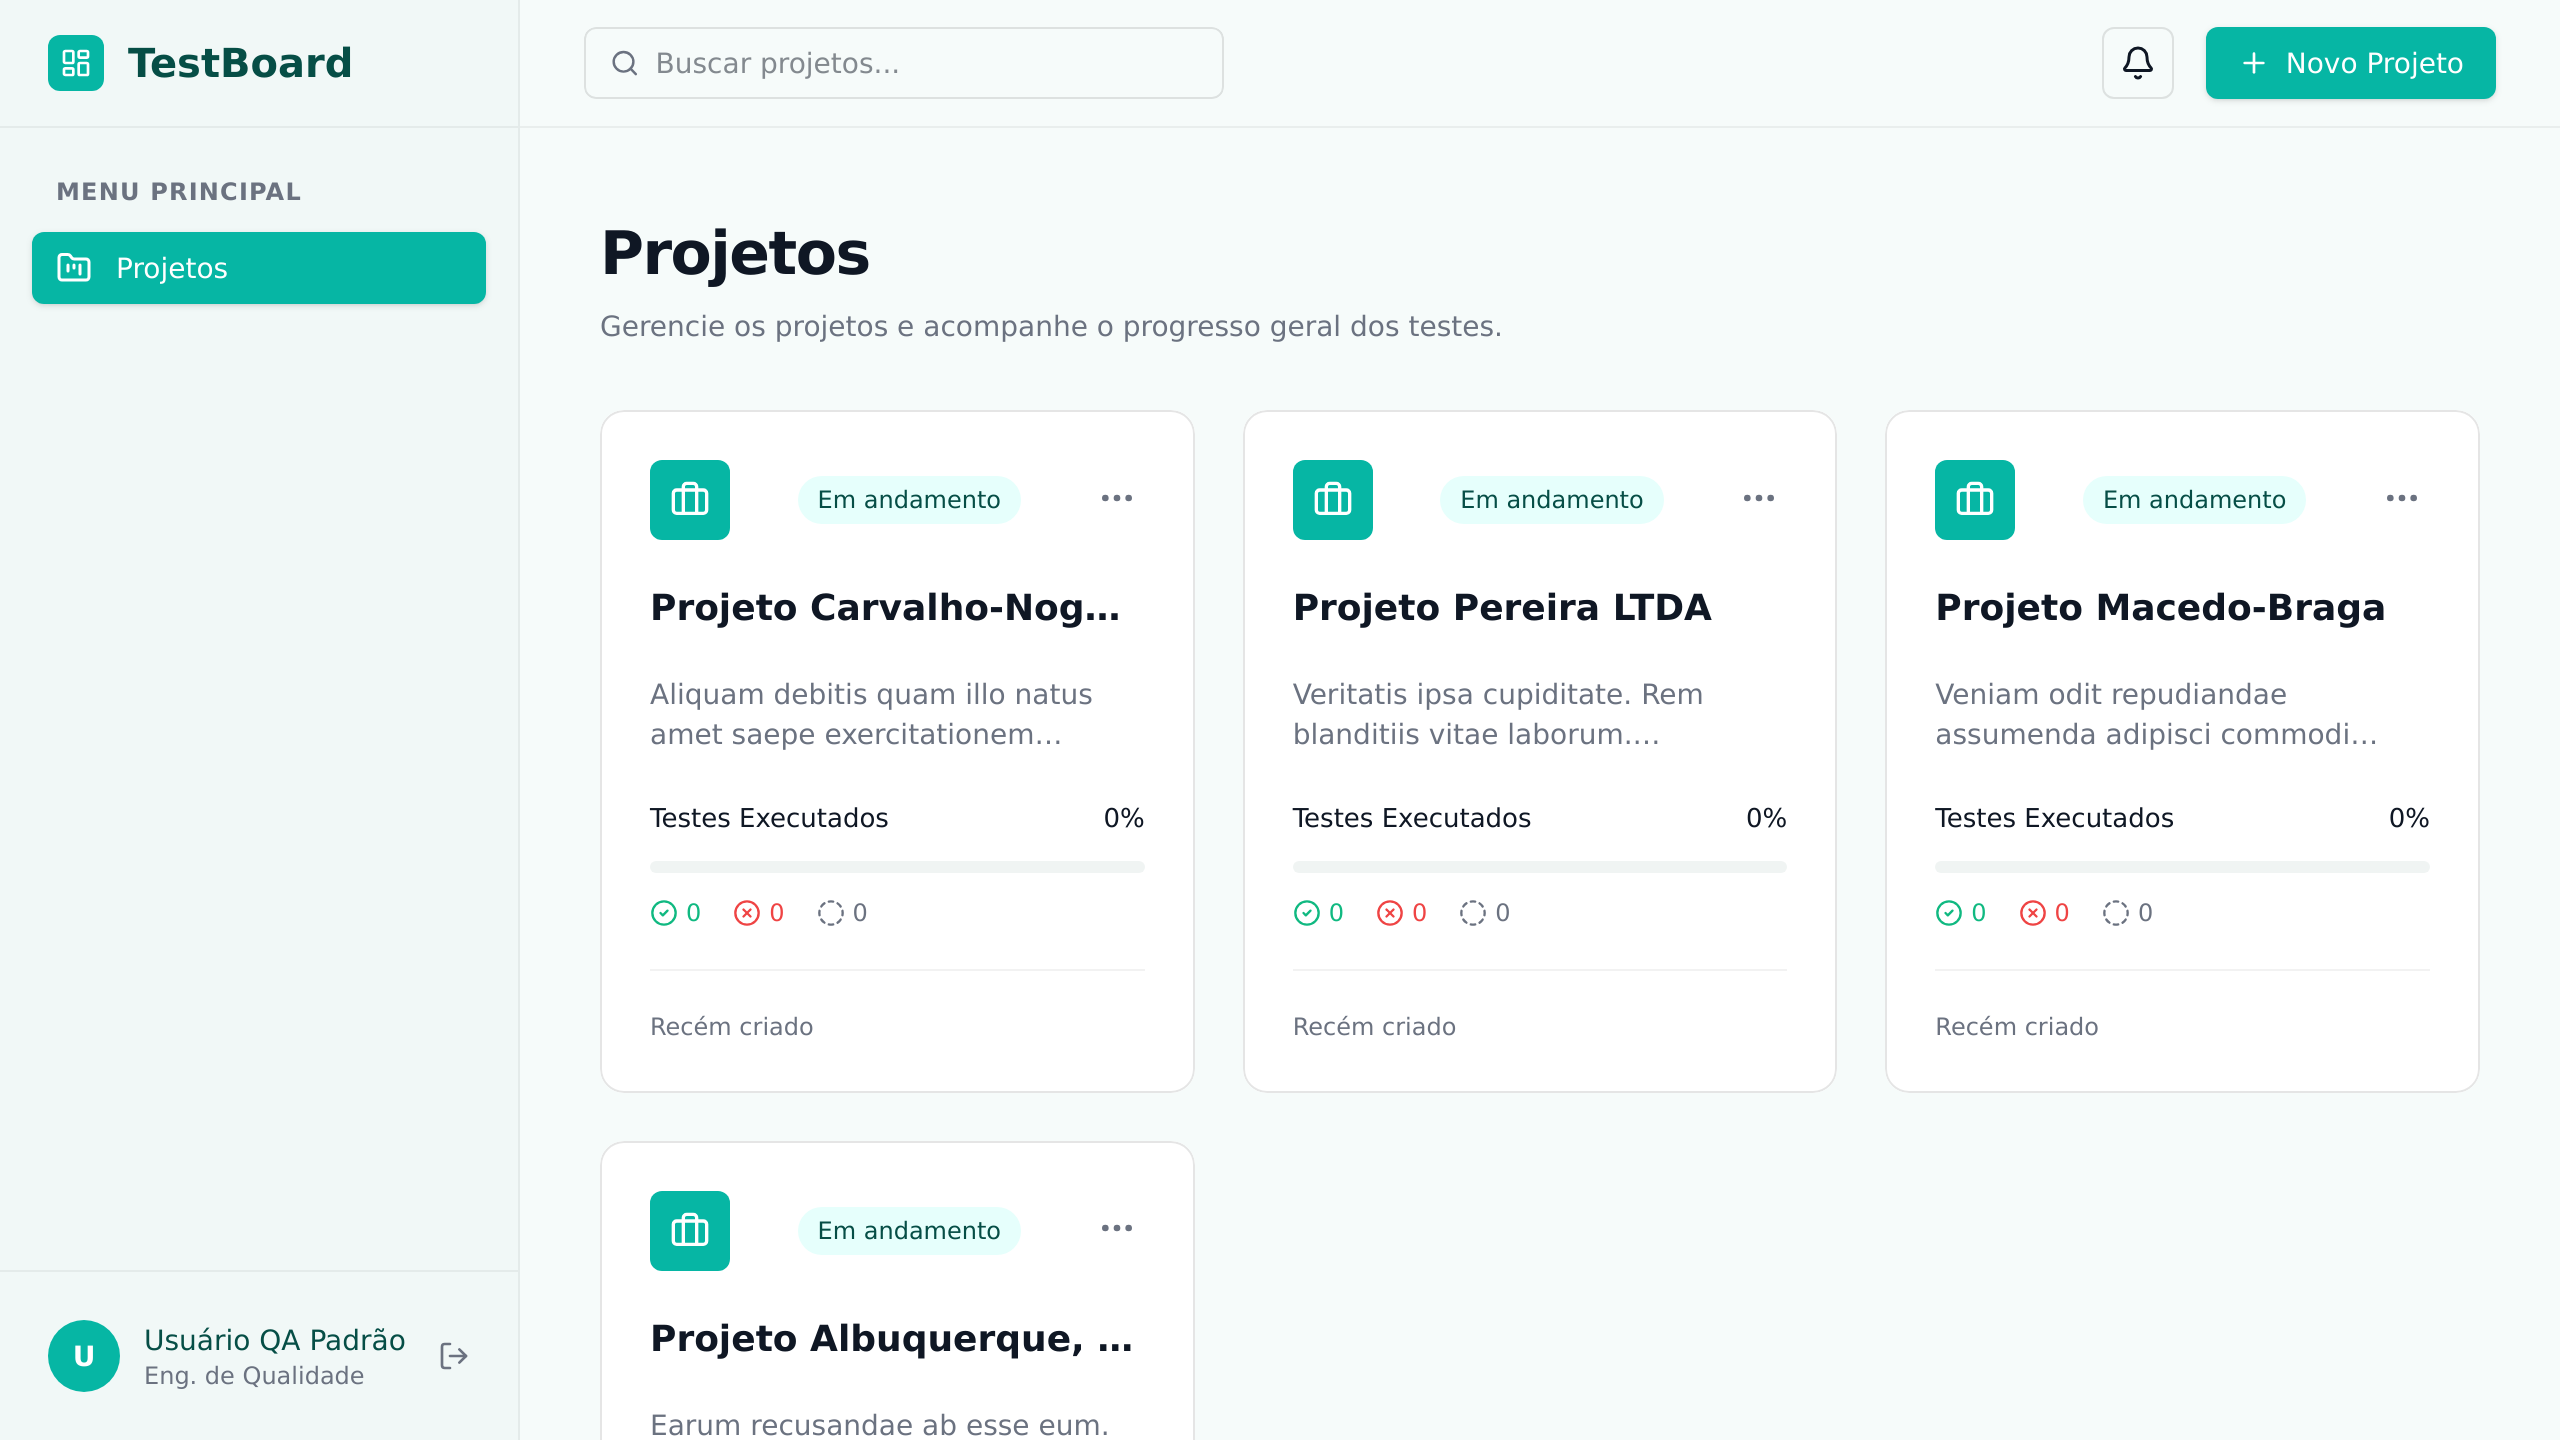 TestBoard
Buscar projetos...
Novo Projeto
MENU PRINCIPAL
Projetos
Projetos
Gerencie os projetos e acompanhe o progresso geral dos testes.
Em andamento
Projeto Carvalho-Nog...
Aliquam debitis quam illo natus
amet saepe exercitationem...
Testes Executados 0%
0 0 0
Recém criado
Em andamento
Projeto Pereira LTDA
Veritatis ipsa cupiditate. Rem
blanditiis vitae laborum....
Testes Executados 0%
0 0 0
Recém criado
Em andamento
Projeto Macedo-Braga
Veniam odit repudiandae
assumenda adipisci commodi...
Testes Executados 0%
0 0 0
Recém criado
Em andamento
Projeto Albuquerque, ...
Earum recusandae ab esse eum.
U
Usuário QA Padrão
Eng. de Qualidade